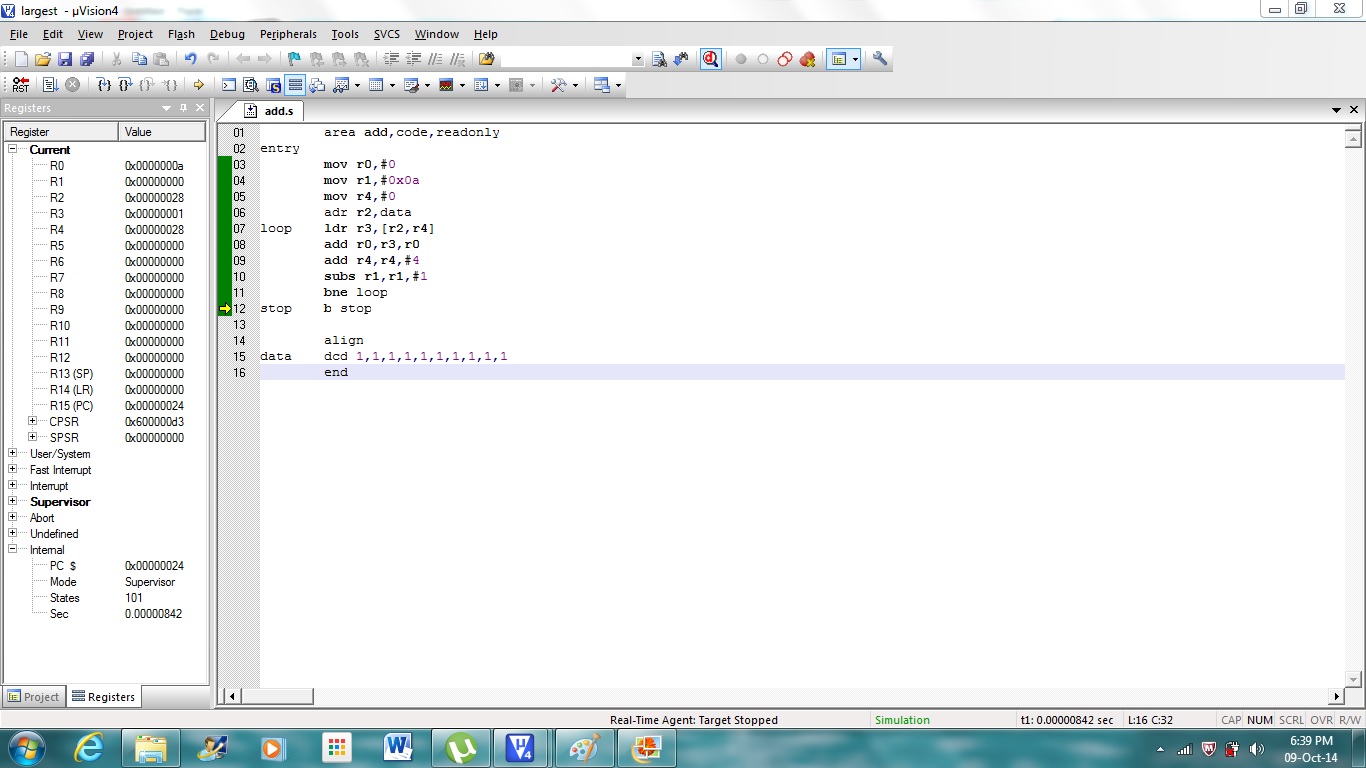 largest - µVision4
File Edit View Project Flash Debug Peripherals Tools SVCS Window Help
RST
Registers
add.s
Register Value
Current
R0 0x0000000a
R1 0x00000000
R2 0x00000028
R3 0x00000001
R4 0x00000028
R5 0x00000000
R6 0x00000000
R7 0x00000000
R8 0x00000000
R9 0x00000000
R10 0x00000000
R11 0x00000000
R12 0x00000000
R13 (SP) 0x00000000
R14 (LR) 0x00000000
R15 (PC) 0x00000024
CPSR 0x600000d3
SPSR 0x00000000
User/System
Fast Interrupt
Interrupt
Supervisor
Abort
Undefined
Internal
PC $ 0x00000024
Mode Supervisor
States 101
Sec 0.00000842
01 area add,code,readonly
02 entry
03 mov r0,#0
04 mov r1,#0x0a
05 mov r4,#0
06 adr r2,data
07 loop ldr r3,[r2,r4]
08 add r0,r3,r0
09 add r4,r4,#4
10 subs r1,r1,#1
11 bne loop
12 stop b stop
13
14 align
15 data dcd 1,1,1,1,1,1,1,1,1,1
16 end
Project Registers
Real-Time Agent: Target Stopped Simulation t1: 0.00000842 sec L:16 C:32 CAP NUM SCRL OVR R/W
6:39 PM
09-Oct-14